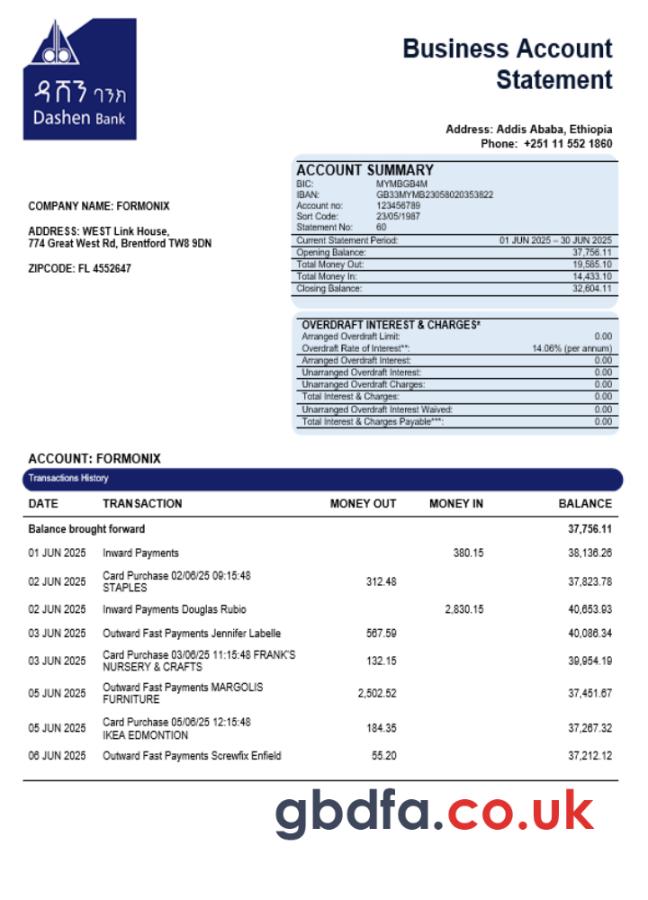 ዳሸን ባንክ
Dashen Bank
Business Account
Statement
Address: Addis Ababa, Ethiopia
Phone: +251 11 552 1860
COMPANY NAME: FORMONIX
ADDRESS: WEST Link House,
774 Great West Rd, Brentford TW8 9DN
ZIPCODE: FL 4552647
ACCOUNT SUMMARY
BIC: MYMBGB4M
IBAN: GB33MYMB23058020353822
Account no: 123456789
Sort Code: 23/05/1987
Statement No: 60
Current Statement Period: 01 JUN 2025 – 30 JUN 2025
Opening Balance: 37,756.11
Total Money Out: 19,585.10
Total Money In: 14,433.10
Closing Balance: 32,604.11
OVERDRAFT INTEREST & CHARGES*
Arranged Overdraft Limit: 0.00
Overdraft Rate of Interest**: 14.06% (per annum)
Arranged Overdraft Interest: 0.00
Unarranged Overdraft Interest: 0.00
Unarranged Overdraft Charges: 0.00
Total Interest & Charges: 0.00
Unarranged Overdraft Interest Waived: 0.00
Total Interest & Charges Payable***: 0.00
ACCOUNT: FORMONIX
Transactions History
DATE TRANSACTION MONEY OUT MONEY IN BALANCE
Balance brought forward 37,756.11
01 JUN 2025 Inward Payments 380.15 38,136.26
02 JUN 2025 Card Purchase 02/06/25 09:15:48 312.48 37,823.78
STAPLES
02 JUN 2025 Inward Payments Douglas Rubio 2,830.15 40,653.93
03 JUN 2025 Outward Fast Payments Jennifer Labelle 567.59 40,086.34
03 JUN 2025 Card Purchase 03/06/25 11:15:48 FRANK'S 132.15 39,954.19
NURSERY & CRAFTS
05 JUN 2025 Outward Fast Payments MARGOLIS 2,502.52 37,451.67
FURNITURE
05 JUN 2025 Card Purchase 05/06/25 12:15:48 184.35 37,267.32
IKEA EDMONTION
06 JUN 2025 Outward Fast Payments Screwfix Enfield 55.20 37,212.12
gbdfa.co.uk